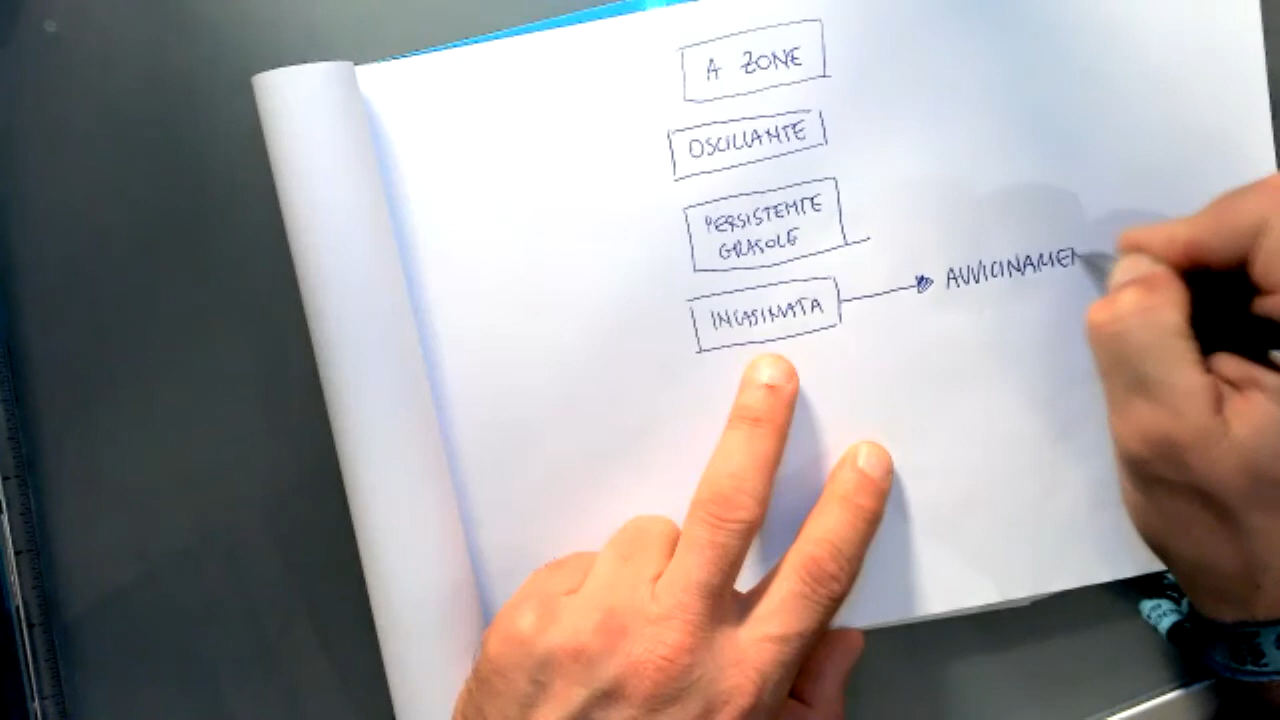 A ZONE
OSCILLANTE
PERSISTENTE
GRASOLE
INCASINATA
AVVICINAMEN